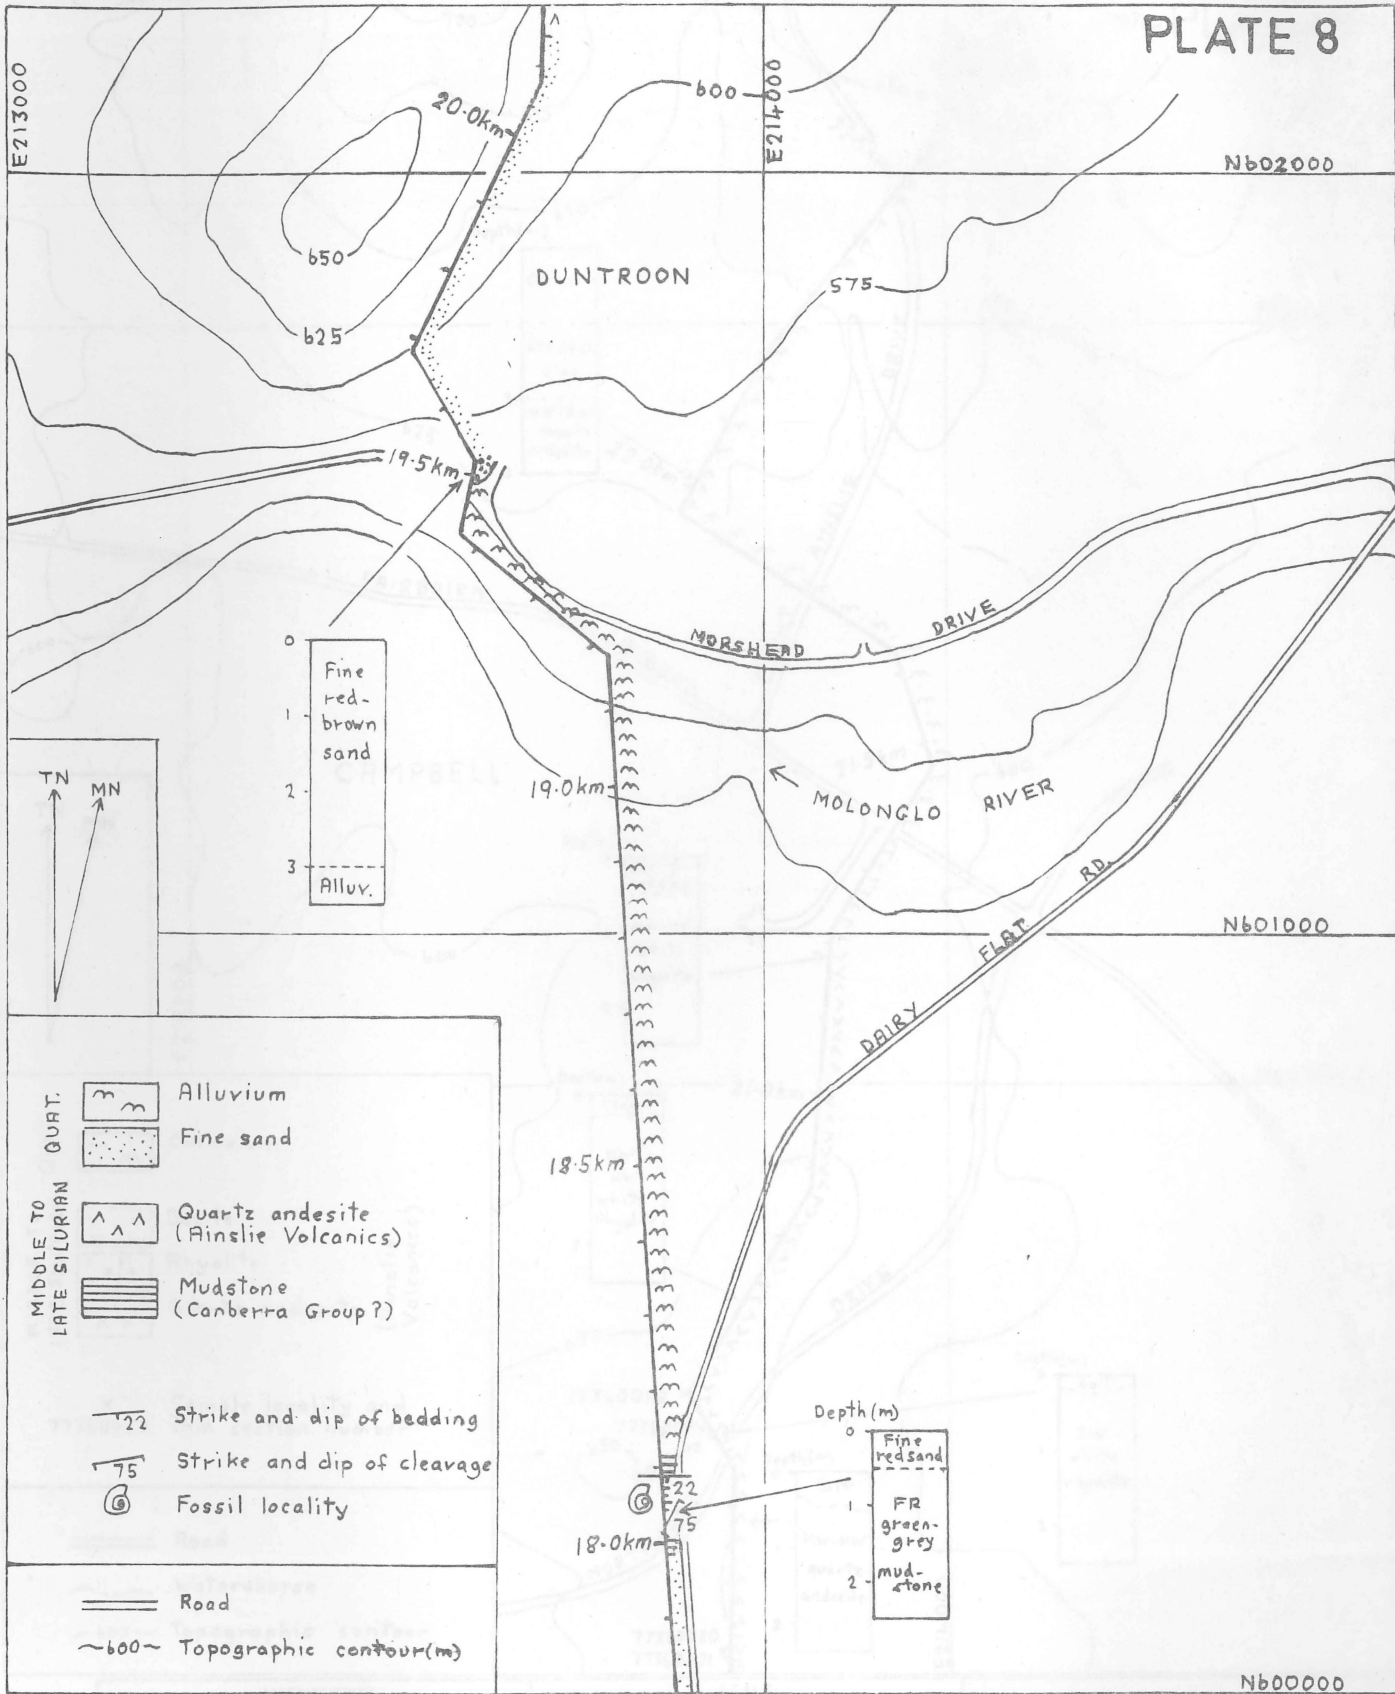 PLATE 8
E213000
E214000
600
20.0km
N602000
650
DUNTROON
575
625
19.5km
MORSHEAD DRIVE
0
Fine
red-
brown
sand
1
2
3
Alluv.
CAMPBELL
TN
MN
19.0km
MOLONGLO RIVER
N601000
DAIRY FLAT RD.
18.5km
MIDDLE TO
LATE SILURIAN
QUAT.
Alluvium
Fine sand
Quartz andesite
(Ainslie Volcanics)
Mudstone
(Canberra Group?)
22 Strike and dip of bedding
75 Strike and dip of cleavage
Fossil locality
Road
~600~ Topographic contour(m)
22
75
18.0km
Depth(m)
0
Fine
red sand
1
FR
green-
grey
mud-
stone
2
N600000